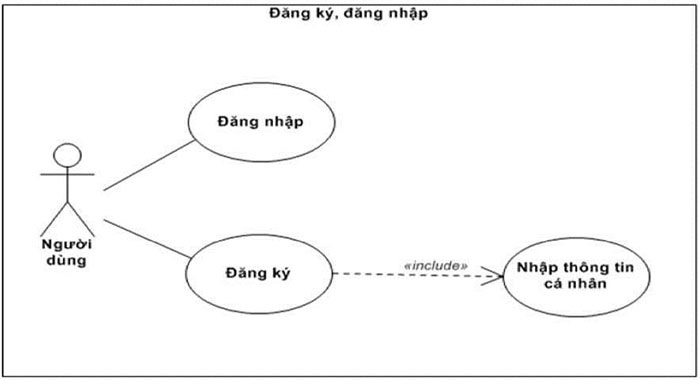 Đăng ký, đăng nhập
Đăng nhập
Người
dùng
Đăng ký
«include»
Nhập thông tin
cá nhân